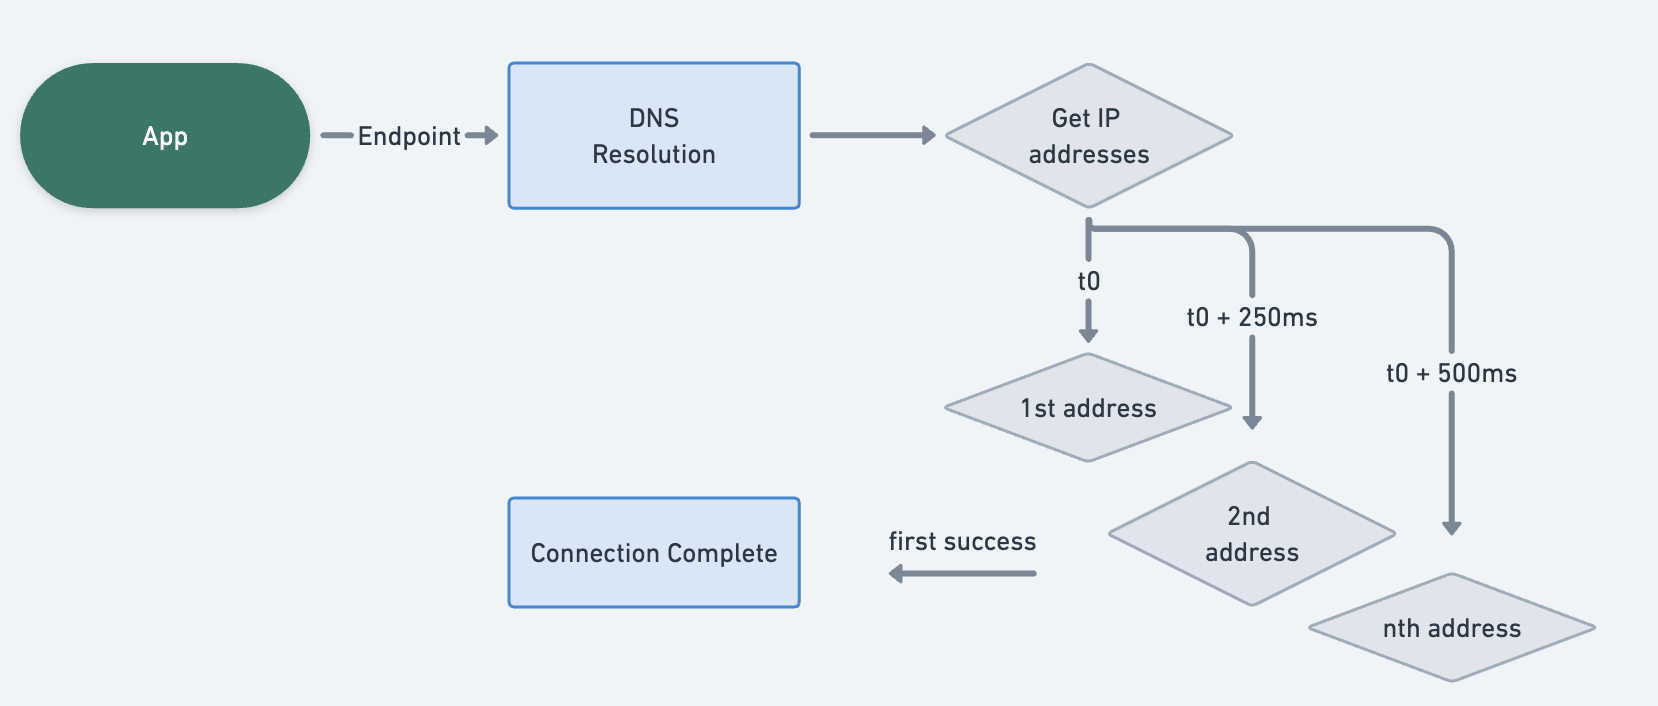 App
Endpoint
DNS
Resolution
Get IP
addresses
t0
t0 + 250ms
t0 + 500ms
1st address
2nd
address
nth address
first success
Connection Complete